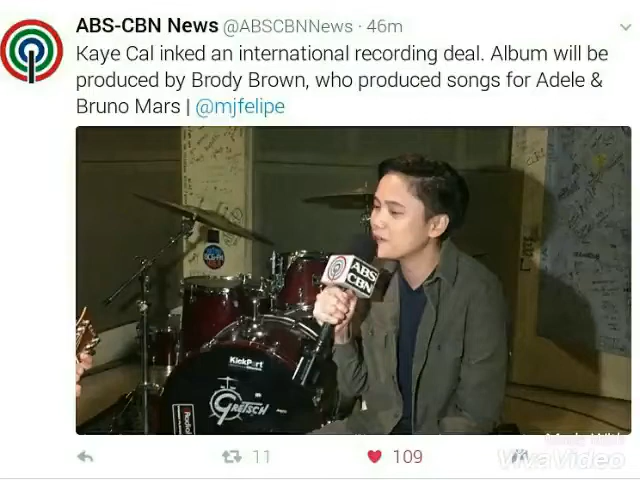 ABS-CBN News @ABSCBNNews · 46m
Kaye Cal inked an international recording deal. Album will be
produced by Brody Brown, who produced songs for Adele &
Bruno Mars | @mjfelipe
ABS
CBN
KickPort
GRETSCH
Radial
11
109
VivaVideo